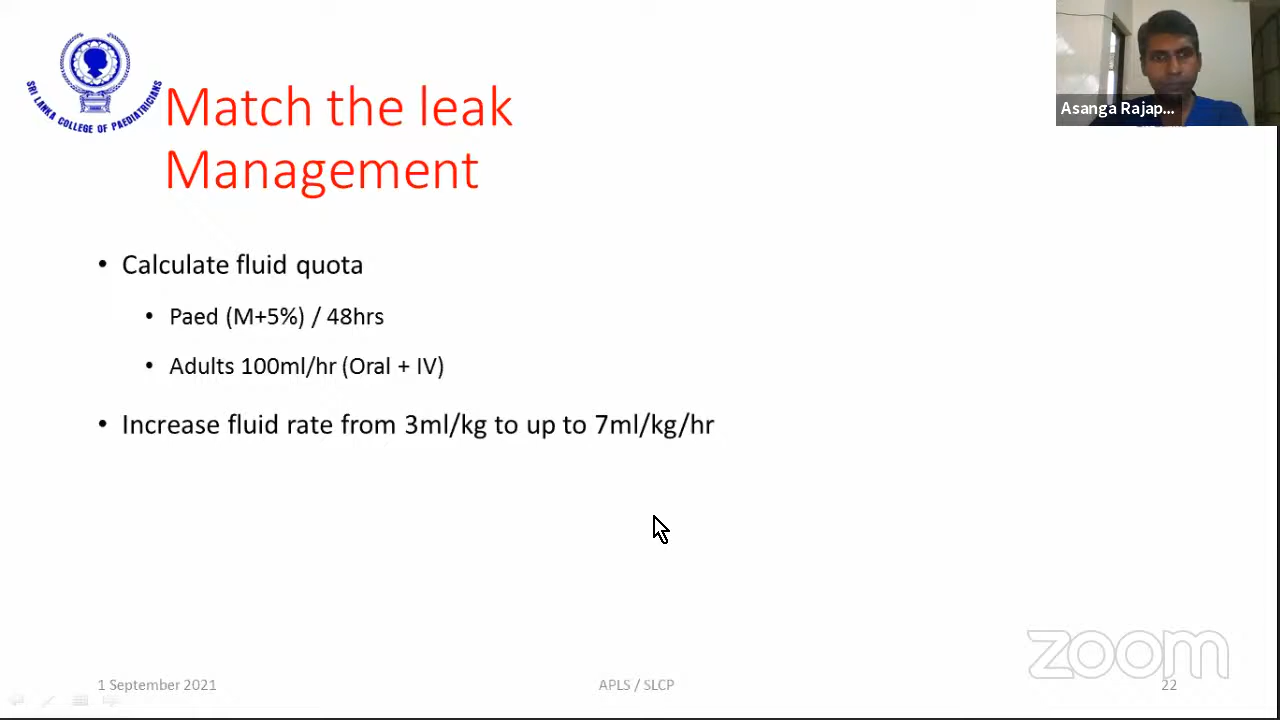 SRI LANKA COLLEGE OF PAEDIATRICIANS
Match the leak
Management
Asanga Rajap...
• Calculate fluid quota
• Paed (M+5%) / 48hrs
• Adults 100ml/hr (Oral + IV)
• Increase fluid rate from 3ml/kg to up to 7ml/kg/hr
zoom
1 September 2021
APLS / SLCP
22